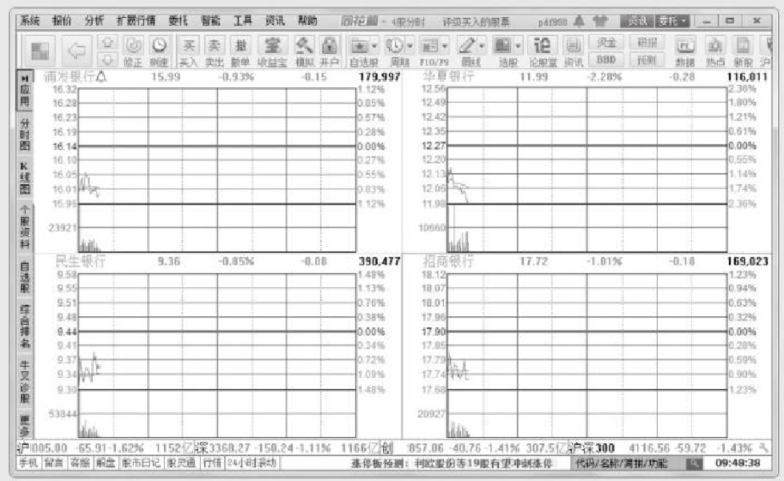 系统 报价 分析 扩展行情 委托 智能 工具 资讯 帮助 同花顺 - 4股分时 评级买入的股票 资讯 委托
修正 测速 买入 卖出 撤单 收益宝 模拟 开户 自选股 周期 F10/F9 画线 选股 论股堂 资讯 资金 BBD 研报 预测 数据 热点 新股
应用
分时图
K线图
个股资料
自选股
综合排名
牛叉诊股
更多
浦发银行 15.99 -0.93% -0.15 179,997
16.32 1.12%
16.28 0.85%
16.23 0.57%
16.19 0.28%
16.14 0.00%
16.10 0.27%
16.05 0.55%
16.01 0.83%
15.96 1.12%
23921
华夏银行 11.99 -2.28% -0.28 116,011
12.56 2.36%
12.49 1.80%
12.42 1.21%
12.35 0.61%
12.27 0.00%
12.20 0.55%
12.13 1.14%
12.06 1.74%
11.98 2.36%
10660
民生银行 9.36 -0.85% -0.08 390,477
9.58 1.48%
9.55 1.13%
9.51 0.76%
9.48 0.38%
9.44 0.00%
9.41 0.34%
9.37 0.72%
9.34 1.09%
9.30 1.48%
53844
招商银行 17.72 -1.01% -0.18 169,023
18.12 1.23%
18.07 0.94%
18.01 0.63%
17.96 0.32%
17.90 0.00%
17.85 0.28%
17.79 0.59%
17.74 0.90%
17.68 1.23%
20927
-65.91 -1.62% 1152亿 深 3368.27 -150.24 -1.11% 1166亿 创 857.06 -40.76 -1.41% 307.5亿 沪深300 4116.56 -59.72 -1.43%
手机 留言 客服 股盘 股市日记 股灵通 行情 24小时滚动 涨停板预测: 利欧股份等19股有望冲刺涨停 代码/名称/简拼/功能 09:48:38